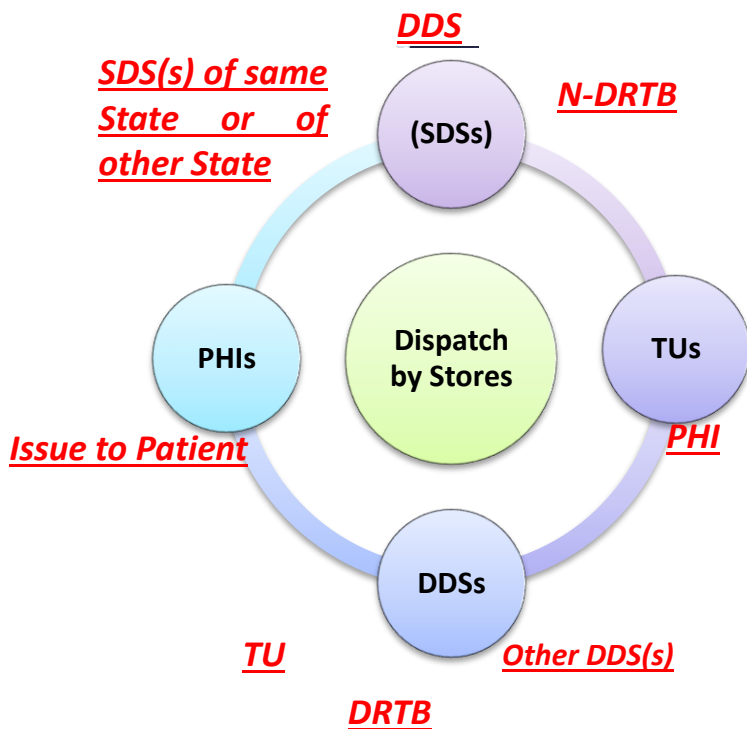 DDS
SDS(s) of same
State or of
other State
N-DRTB
(SDSs)
PHIs
Dispatch
by Stores
TUs
Issue to Patient
PHI
DDSs
TU
Other DDS(s)
DRTB